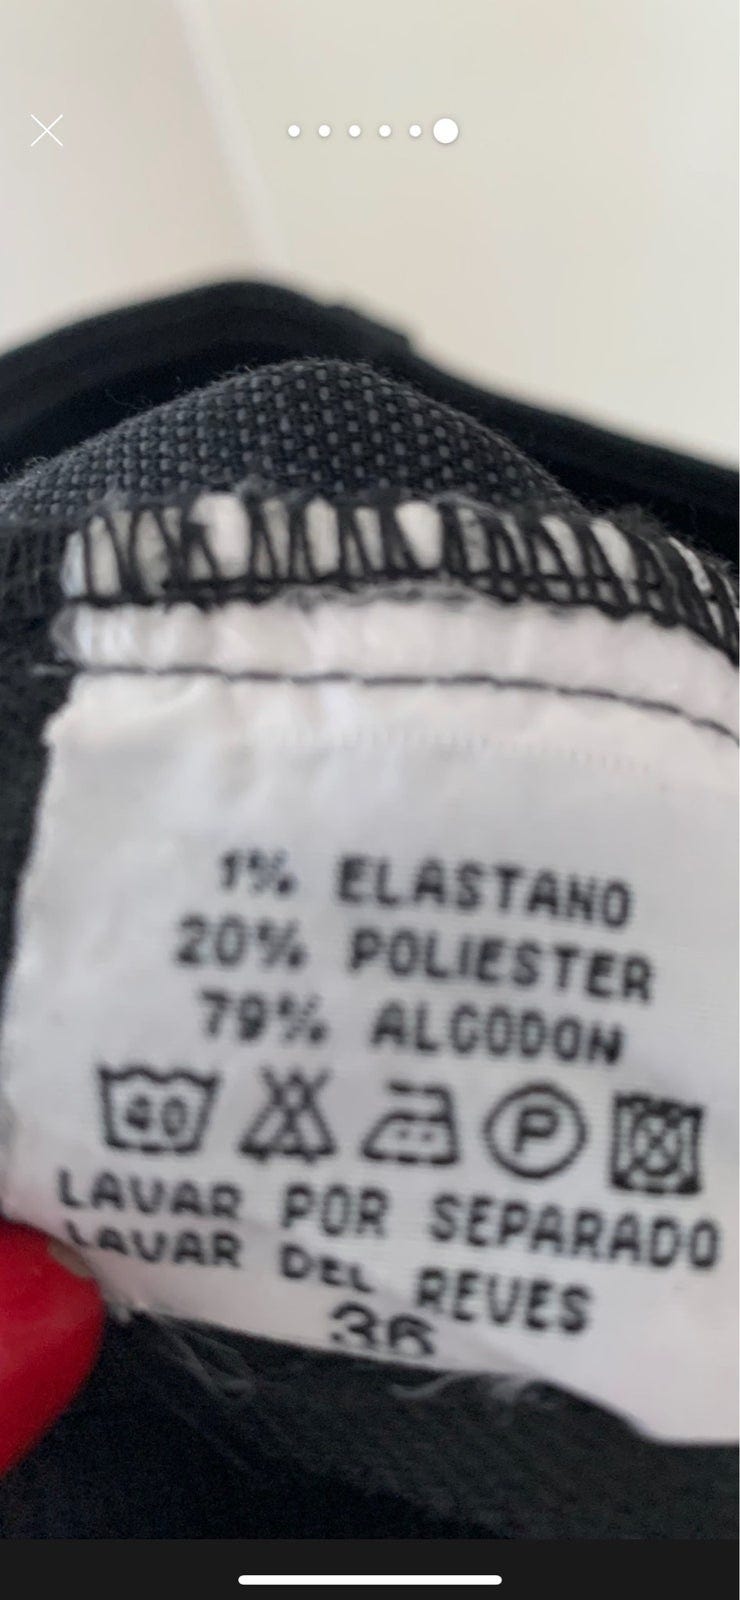 1% ELASTANO
20% POLIESTER
79% ALGODON
40 P
LAVAR POR SEPARADO
LAVAR DEL REVES
36